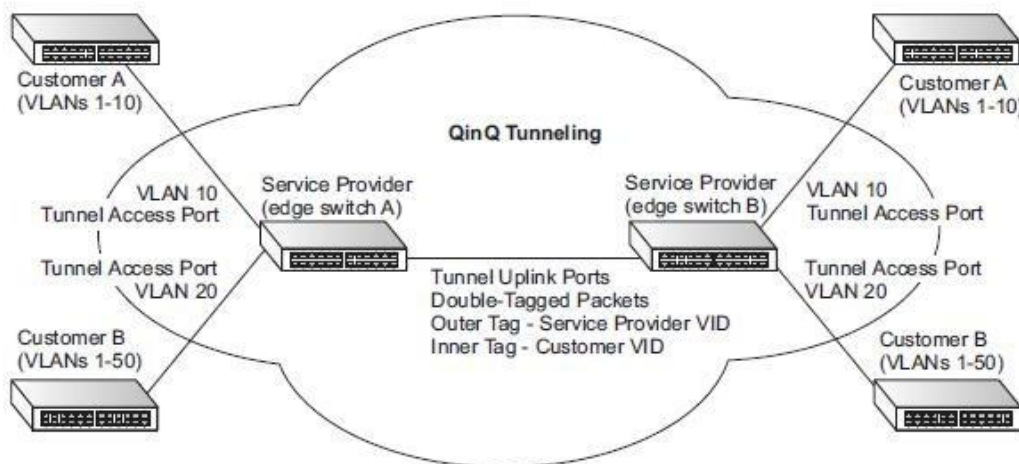 Customer A
(VLANs 1-10)
Customer A
(VLANs 1-10)
QinQ Tunneling
VLAN 10
Tunnel Access Port
Service Provider
(edge switch A)
Service Provider
(edge switch B)
VLAN 10
Tunnel Access Port
Tunnel Access Port
VLAN 20
Tunnel Uplink Ports
Double-Tagged Packets
Outer Tag - Service Provider VID
Inner Tag - Customer VID
Tunnel Access Port
VLAN 20
Customer B
(VLANs 1-50)
Customer B
(VLANs 1-50)